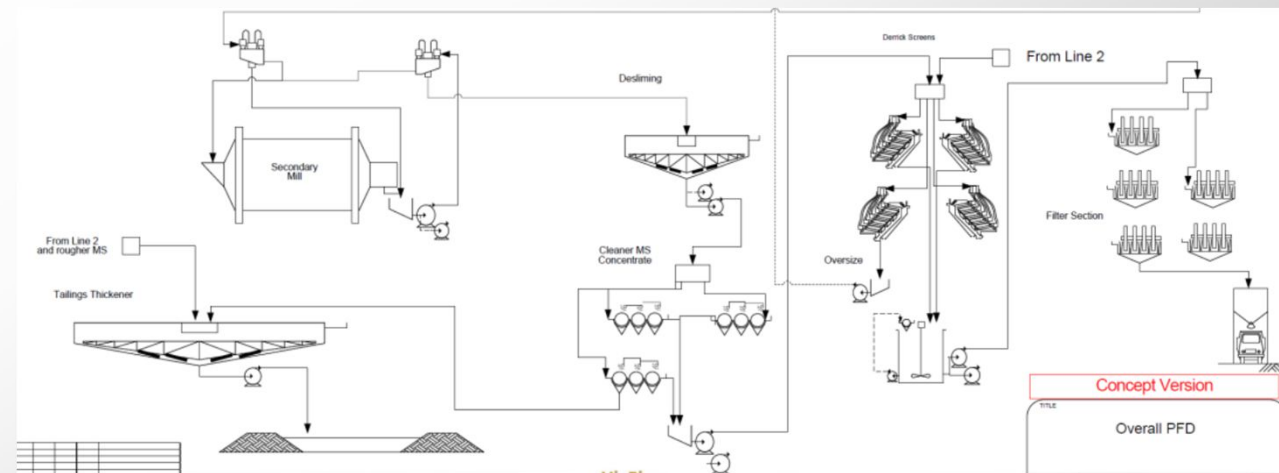 Derrick Screens
From Line 2
Desliming
Secondary
Mill
Filter Section
From Line 2
and rougher MS
Cleaner MS
Concentrate
Oversize
Tailings Thickener
Concept Version
TITLE
Overall PFD